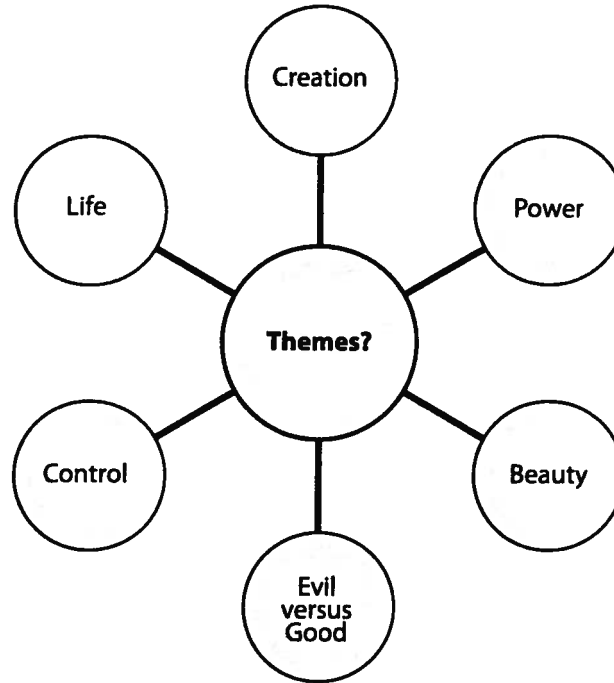 Creation
Life
Power
Themes?
Control
Beauty
Evil
versus
Good